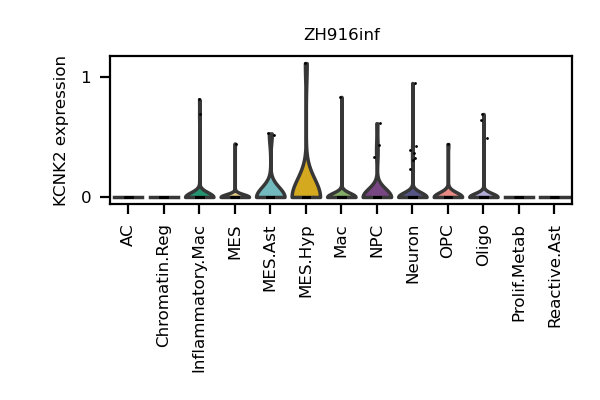 ZH916inf
KCNK2 expression
1
0
AC
Chromatin.Reg
Inflammatory.Mac
MES
MES.Ast
MES.Hyp
Mac
NPC
Neuron
OPC
Oligo
Prolif.Metab
Reactive.Ast